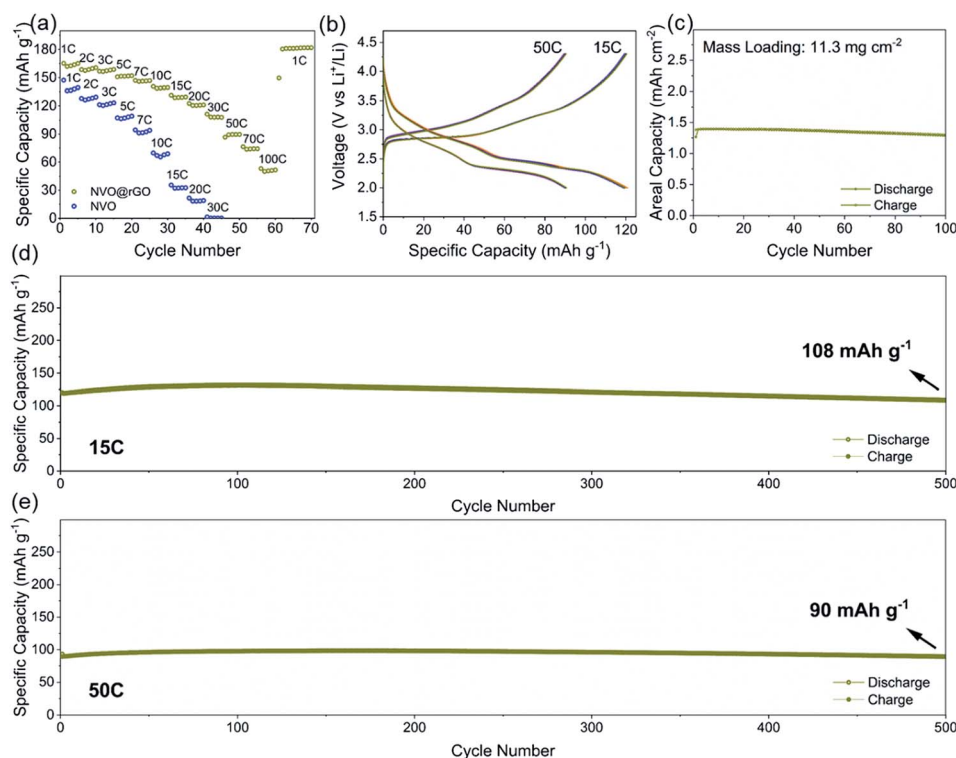 (a)
Specific Capacity (mAh g-1)
180
150
120
90
60
30
0
1C
2C
3C
5C
7C
10C
15C
20C
30C
50C
70C
100C
1C
1C
2C
3C
5C
7C
10C
15C
20C
30C
NVO@rGO
NVO
0 10 20 30 40 50 60 70
Cycle Number
(b)
Voltage (V vs Li+/Li)
4.5
4.0
3.5
3.0
2.5
2.0
1.5
50C 15C
0 20 40 60 80 100 120
Specific Capacity (mAh g-1)
(c)
Areal Capacity (mAh cm-2)
2.5
2.0
1.5
1.0
0.5
0.0
Mass Loading: 11.3 mg cm-2
Discharge
Charge
0 20 40 60 80 100
Cycle Number
(d)
Specific Capacity (mAh g-1)
250
200
150
100
50
0
108 mAh g-1
15C
Discharge
Charge
0 100 200 300 400 500
Cycle Number
(e)
Specific Capacity (mAh g-1)
250
200
150
100
50
0
90 mAh g-1
50C
Discharge
Charge
0 100 200 300 400 500
Cycle Number